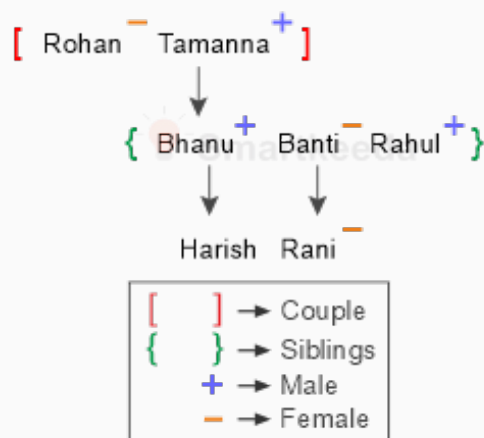 [ Rohan − Tamanna + ]
{ Bhanu + Banti − Rahul + }
Harish Rani −
[ ] → Couple
{ } → Siblings
+ → Male
− → Female